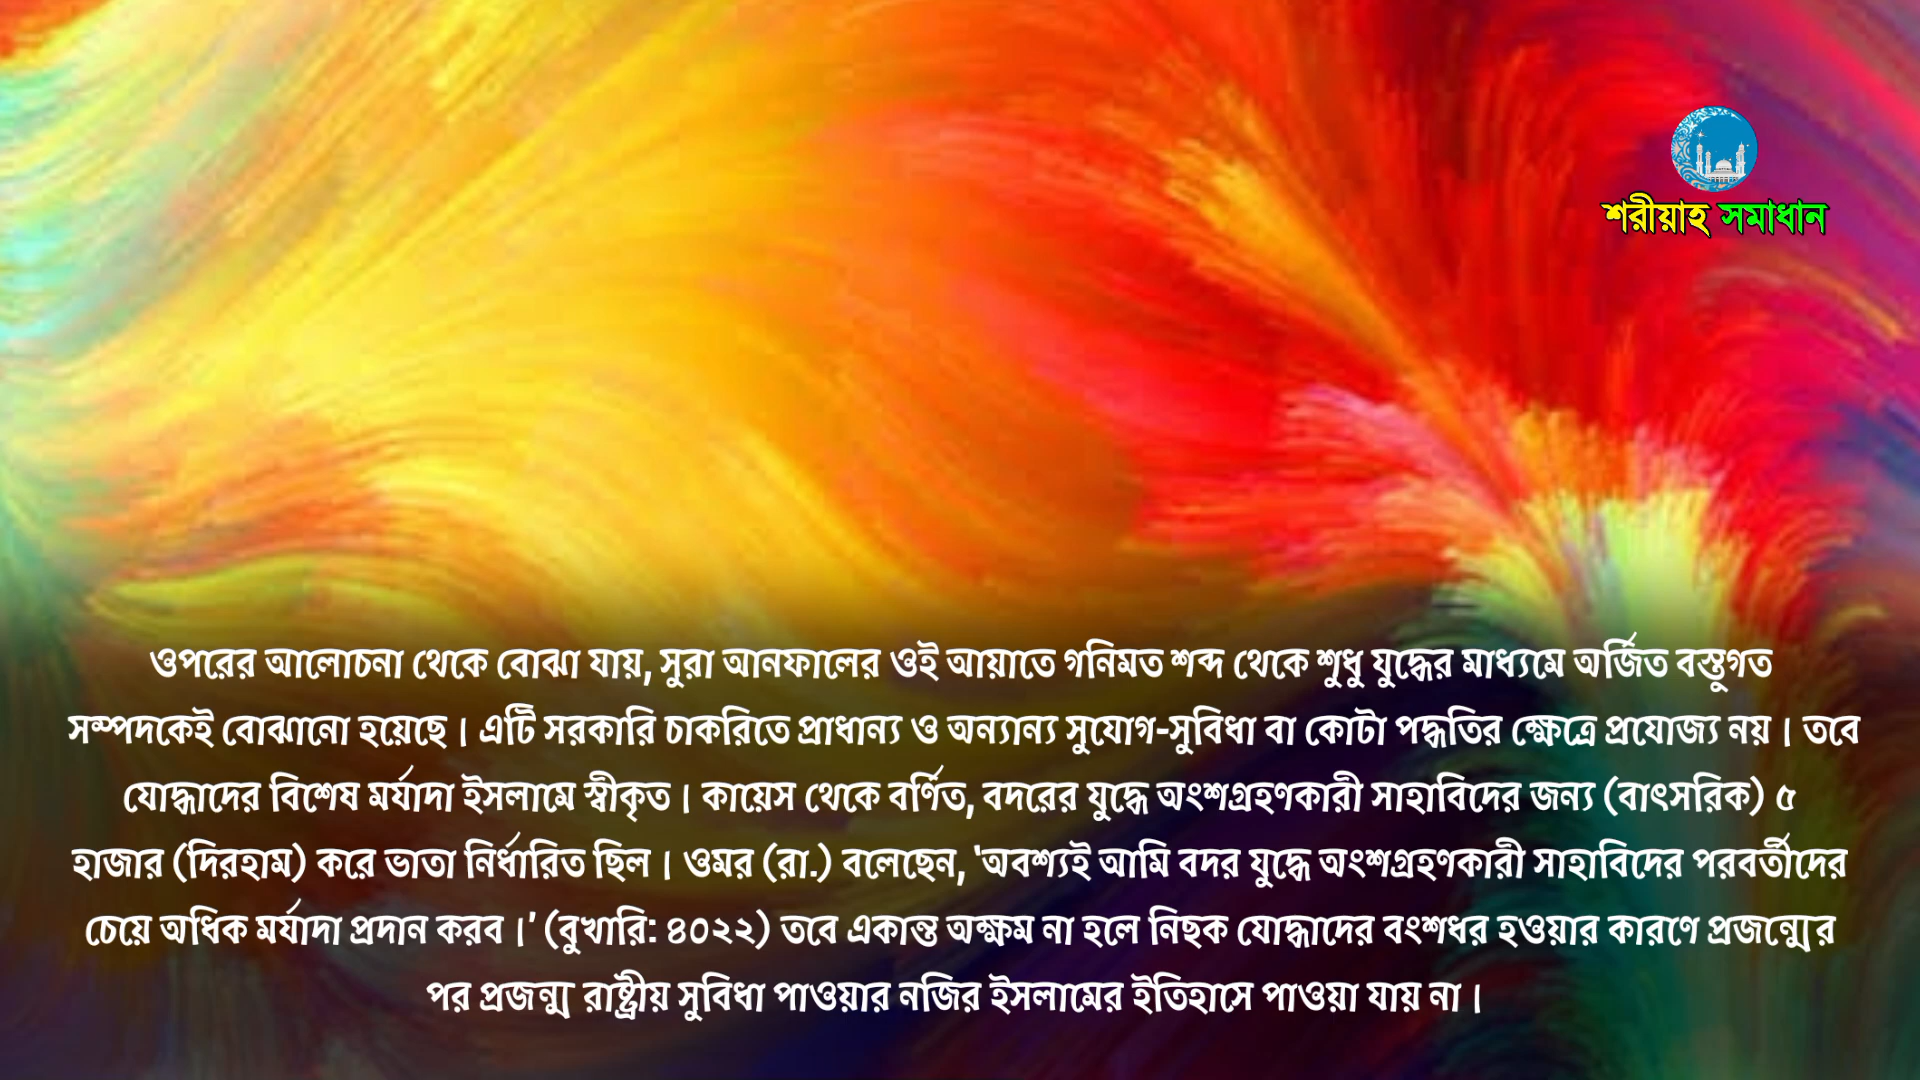 শরীয়াহ সমাধান
ওপরের আলোচনা থেকে বোঝা যায়, সুরা আনফালের ওই আয়াতে গনিমত শব্দ থেকে শুধু যুদ্ধের মাধ্যমে অর্জিত বস্তুগত
সম্পদকেই বোঝানো হয়েছে। এটি সরকারি চাকরিতে প্রাধান্য ও অন্যান্য সুযোগ-সুবিধা বা কোটা পদ্ধতির ক্ষেত্রে প্রযোজ্য নয়। তবে
যোদ্ধাদের বিশেষ মর্যাদা ইসলামে স্বীকৃত। কায়েস থেকে বর্ণিত, বদরের যুদ্ধে অংশগ্রহণকারী সাহাবিদের জন্য (বাৎসরিক) ৫
হাজার (দিরহাম) করে ভাতা নির্ধারিত ছিল। ওমর (রা.) বলেছেন, ‘অবশ্যই আমি বদর যুদ্ধে অংশগ্রহণকারী সাহাবিদের পরবর্তীদের
চেয়ে অধিক মর্যাদা প্রদান করব।’ (বুখারি: ৪০২২) তবে একান্ত অক্ষম না হলে নিছক যোদ্ধাদের বংশধর হওয়ার কারণে প্রজন্মের
পর প্রজন্ম রাষ্ট্রীয় সুবিধা পাওয়ার নজির ইসলামের ইতিহাসে পাওয়া যায় না।